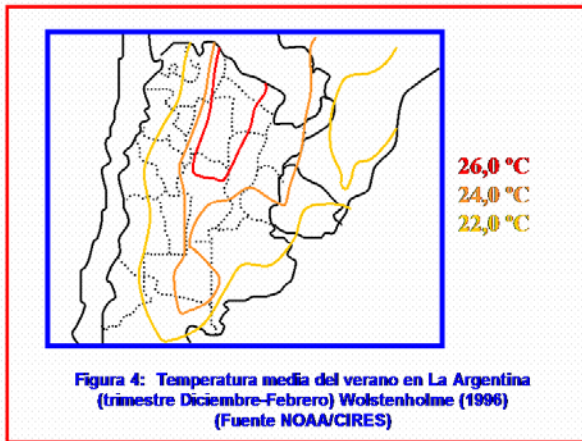 26,0 ºC
24,0 ºC
22,0 ºC
Figura 4: Temperatura media del verano en La Argentina
(trimestre Diciembre-Febrero) Wolstenholme (1996)
(Fuente NOAA/CIRES)